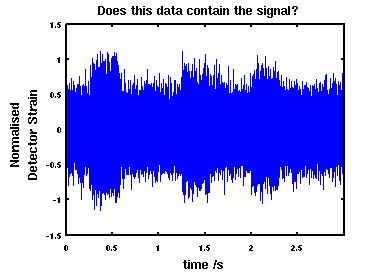 Does this data contain the signal?
1.5
1
0.5
0
-0.5
-1
-1.5
Normalised
Detector Strain
0 0.5 1 1.5 2 2.5
time /s